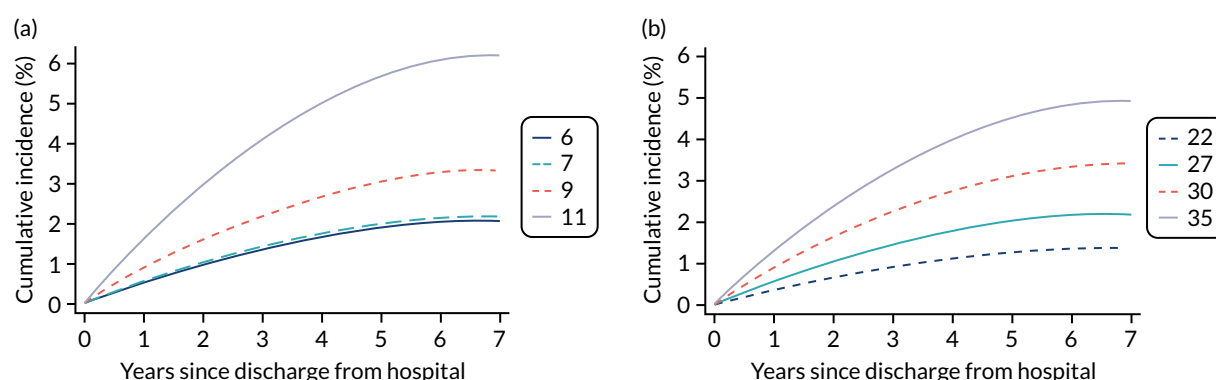 (a)
Cumulative incidence (%)
6
5
4
3
2
1
0
0 1 2 3 4 5 6 7
Years since discharge from hospital
6
7
9
11
(b)
Cumulative incidence (%)
6
5
4
3
2
1
0
0 1 2 3 4 5 6 7
Years since discharge from hospital
22
27
30
35